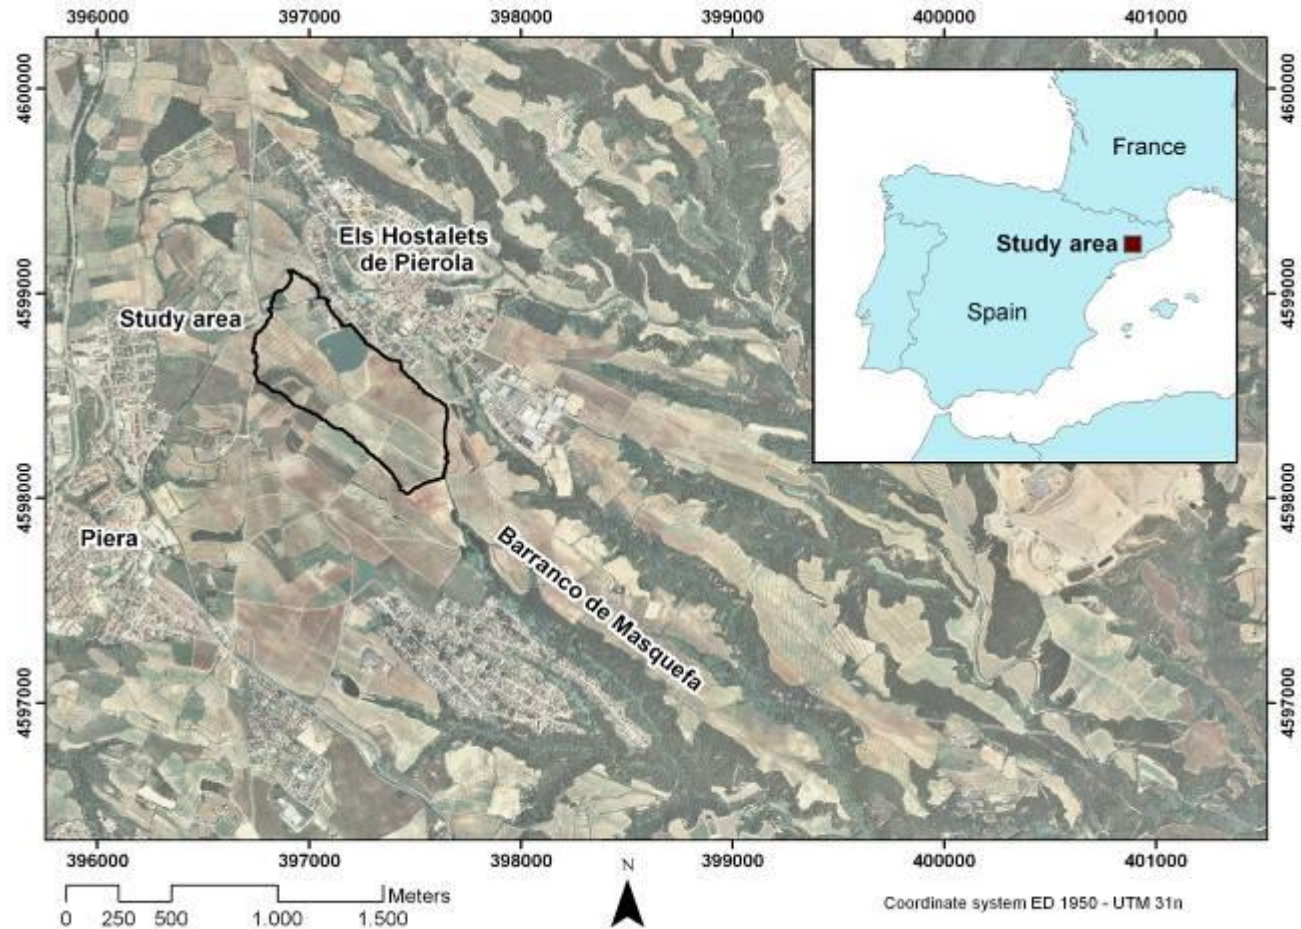 396000 397000 398000 399000 400000 401000
4600000
4600000
France
Els Hostalets
de Pierola
Study area
Spain
4599000
4599000
Study area
4598000
4598000
Piera
Barranco de Masquefa
4597000
4597000
396000 397000 398000 399000 400000 401000
Meters
0 250 500 1.000 1.500
N
Coordinate system ED 1950 - UTM 31n